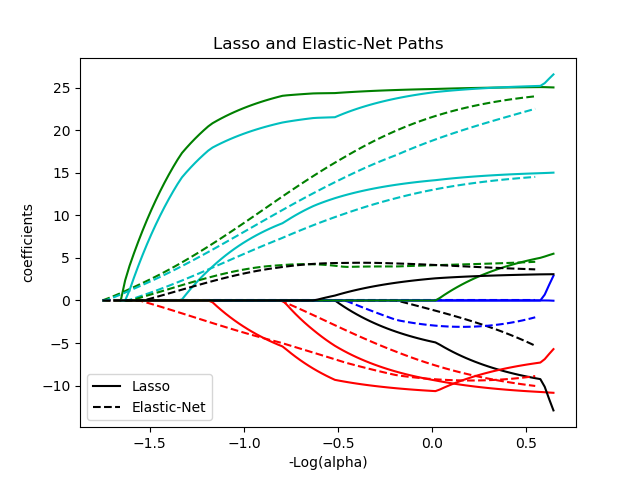 Lasso and Elastic-Net Paths
25
20
15
10
5
0
−5
−10
coefficients
Lasso
Elastic-Net
−1.5 −1.0 −0.5 0.0 0.5
-Log(alpha)